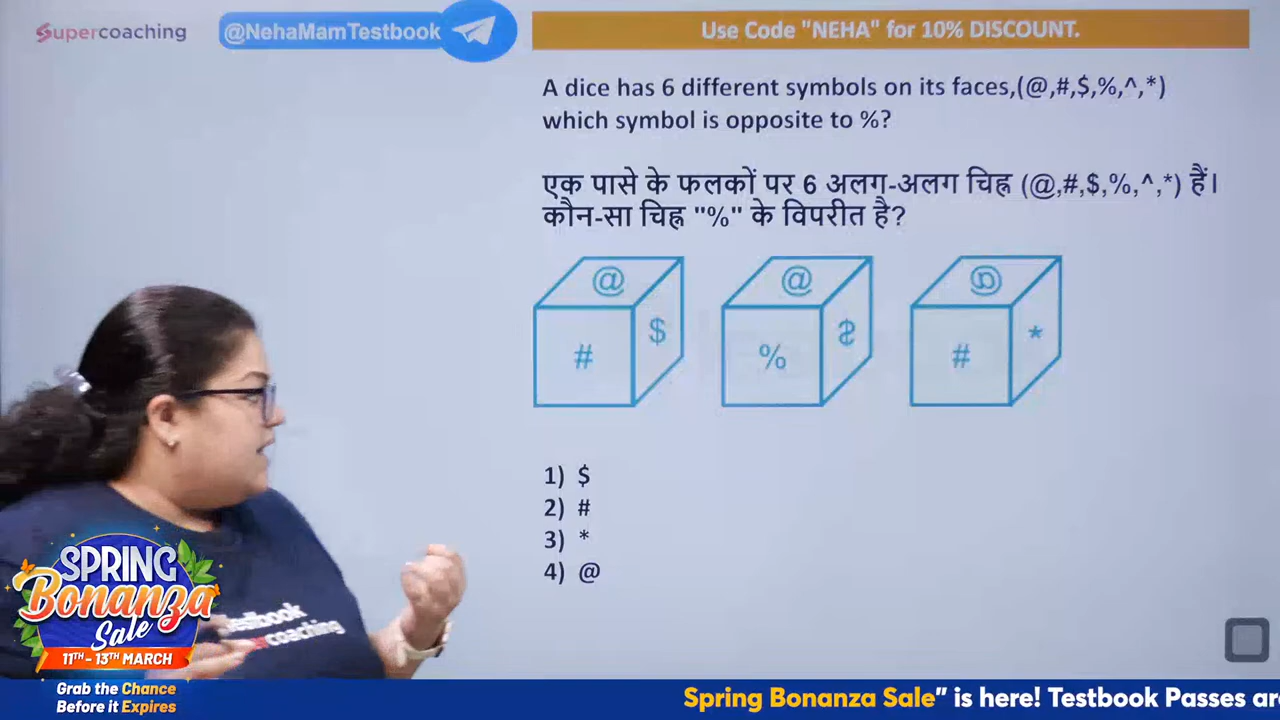 Supercoaching
@NehaMamTestbook
Use Code "NEHA" for 10% DISCOUNT.
A dice has 6 different symbols on its faces,(@,#,$,%,^,*)
which symbol is opposite to %?
एक पासे के फलकों पर 6 अलग-अलग चिह्न (@,#,$,%,^,*) हैं।
कौन-सा चिह्न "%" के विपरीत है?
@ # $
@ % $
@ # *
1) $
2) #
3) *
4) @
Testbook
coaching
SPRING
Bonanza
Sale
11TH - 13TH MARCH
Grab the Chance
Before it Expires
Spring Bonanza Sale” is here! Testbook Passes